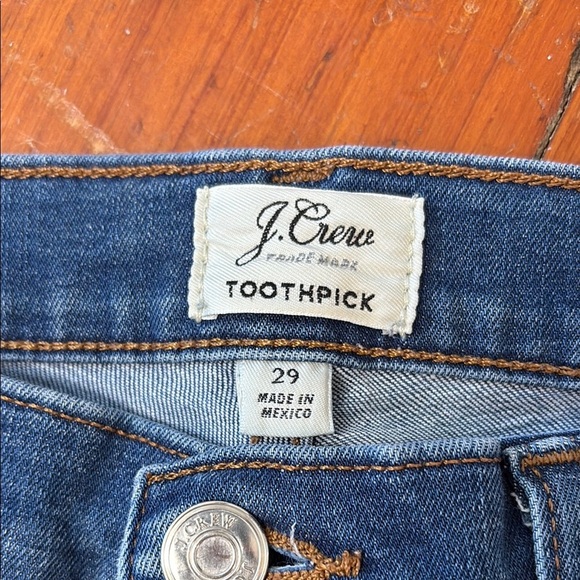 J.Crew
TRADE MARK
TOOTHPICK
29
MADE IN
MEXICO
J.CREW